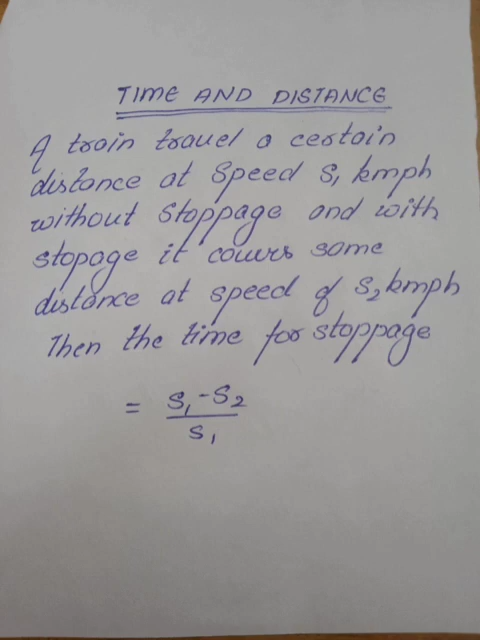 TIME AND DISTANCE
A train travel a certain
distance at Speed S₁ kmph
without Stoppage and with
stopage it covers some
distance at speed of S₂ kmph
Then the time for stoppage
= S₁-S₂
S₁